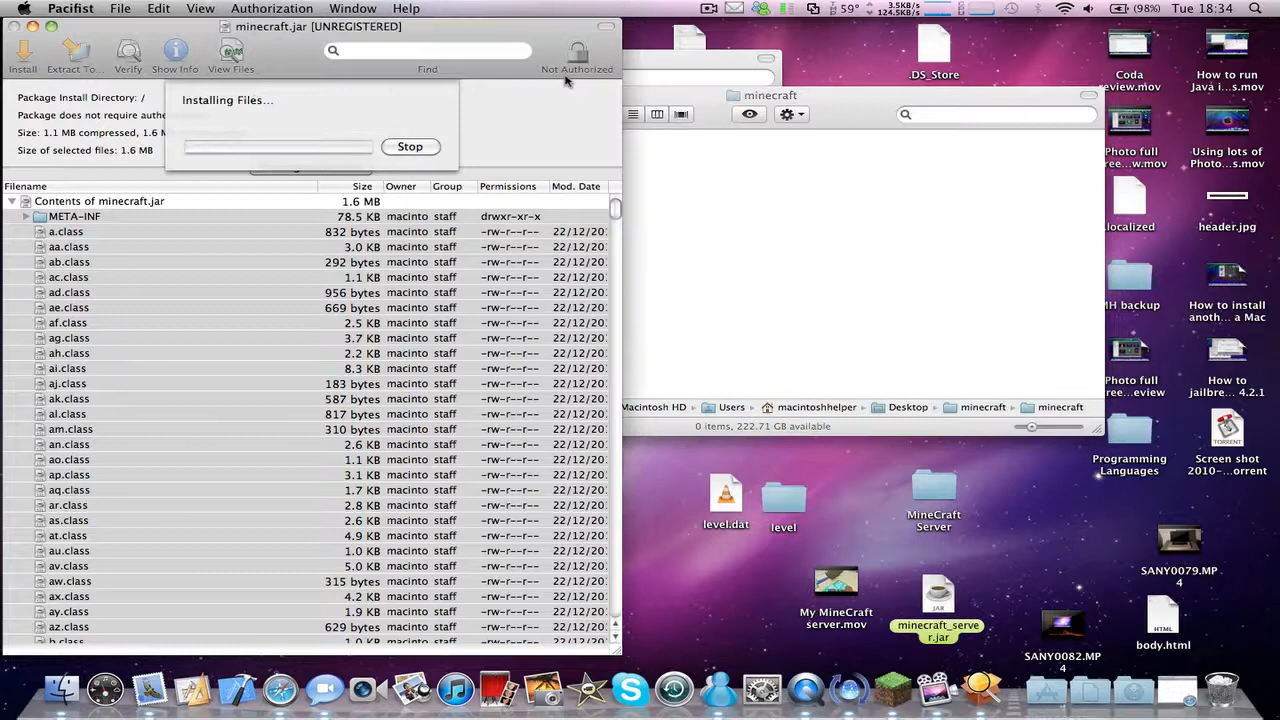 Pacifist File Edit View Authorization Window Help
59° 3.5KB/s 124.5KB/s (98%) Tue 18:34
minecraft.jar [UNREGISTERED]
Install Extract To... Verify Show Info View Files Find Not Authorized
Package Install Directory: /
Package does not require authe
Size: 1.1 MB compressed, 1.6 M
Size of selected files: 1.6 MB
Installing Files...
Stop
Filename Size Owner Group Permissions Mod. Date
Contents of minecraft.jar 1.6 MB
META-INF 78.5 KB macinto staff drwxr-xr-x
a.class 832 bytes macinto staff -rw-r--r-- 22/12/20
aa.class 3.0 KB macinto staff -rw-r--r-- 22/12/20
ab.class 292 bytes macinto staff -rw-r--r-- 22/12/20
ac.class 1.1 KB macinto staff -rw-r--r-- 22/12/20
ad.class 956 bytes macinto staff -rw-r--r-- 22/12/20
ae.class 669 bytes macinto staff -rw-r--r-- 22/12/20
af.class 2.5 KB macinto staff -rw-r--r-- 22/12/20
ag.class 3.7 KB macinto staff -rw-r--r-- 22/12/20
ah.class 2.2 KB macinto staff -rw-r--r-- 22/12/20
ai.class 8.3 KB macinto staff -rw-r--r-- 22/12/20
aj.class 183 bytes macinto staff -rw-r--r-- 22/12/20
ak.class 587 bytes macinto staff -rw-r--r-- 22/12/20
al.class 817 bytes macinto staff -rw-r--r-- 22/12/20
am.class 310 bytes macinto staff -rw-r--r-- 22/12/20
an.class 2.6 KB macinto staff -rw-r--r-- 22/12/20
ao.class 1.1 KB macinto staff -rw-r--r-- 22/12/20
ap.class 3.1 KB macinto staff -rw-r--r-- 22/12/20
aq.class 1.7 KB macinto staff -rw-r--r-- 22/12/20
ar.class 2.8 KB macinto staff -rw-r--r-- 22/12/20
as.class 2.6 KB macinto staff -rw-r--r-- 22/12/20
at.class 4.9 KB macinto staff -rw-r--r-- 22/12/20
au.class 1.0 KB macinto staff -rw-r--r-- 22/12/20
av.class 5.0 KB macinto staff -rw-r--r-- 22/12/20
aw.class 315 bytes macinto staff -rw-r--r-- 22/12/20
ax.class 4.2 KB macinto staff -rw-r--r-- 22/12/20
ay.class 1.9 KB macinto staff -rw-r--r-- 22/12/20
az.class 629 bytes macinto staff -rw-r--r-- 22/12/20
b.class 1.0 KB macinto staff -rw-r--r-- 22/12/20
minecraft
Macintosh HD Users macintoshhelper Desktop minecraft minecraft
0 items, 222.71 GB available
.DS_Store
Coda
review.mov
How to run
Java i...s.mov
Photo full
ree...w.mov
Using lots of
Photo...s.mov
.localized
header.jpg
MH backup
How to install
anoth... a Mac
Photo full
...eview
How to
jailbre... 4.2.1
Programming
Languages
TORRENT
Screen shot
2010-...orrent
level.dat
level
MineCraft
Server
My MineCraft
server.mov
JAR
minecraft_serve
r.jar
SANY0079.MP
4
SANY0082.MP
4
HTML
body.html